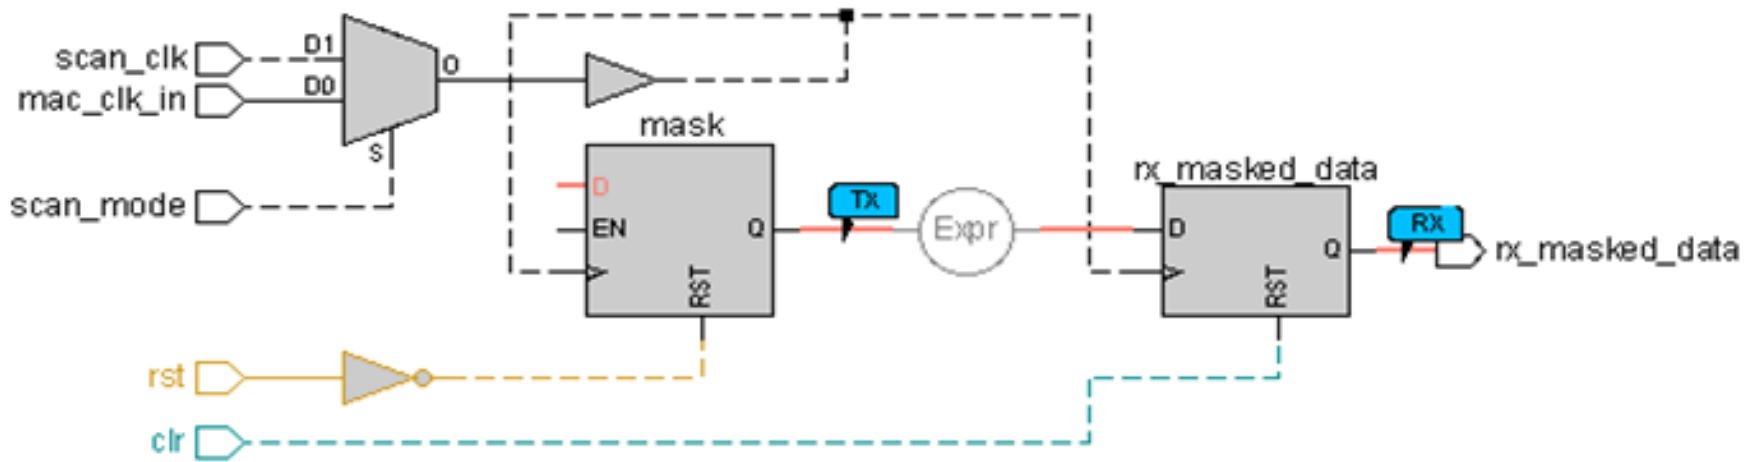 scan_clk
D1
O
mac_clk_in
D0
S
scan_mode
mask
D
EN
Q
RST
TX
Expr
rx_masked_data
D
Q
RST
RX
rx_masked_data
rst
clr